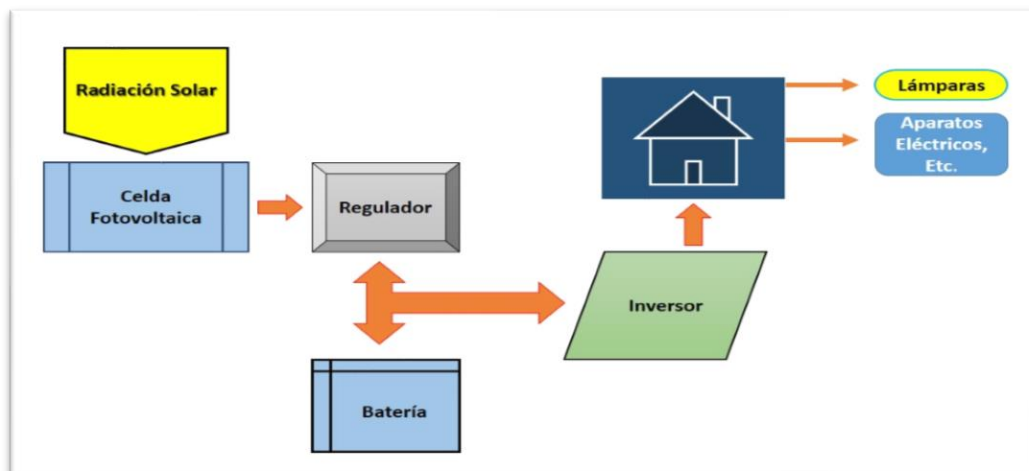 Radiación Solar
Celda
Fotovoltaica
Regulador
Batería
Inversor
Lámparas
Aparatos
Eléctricos,
Etc.